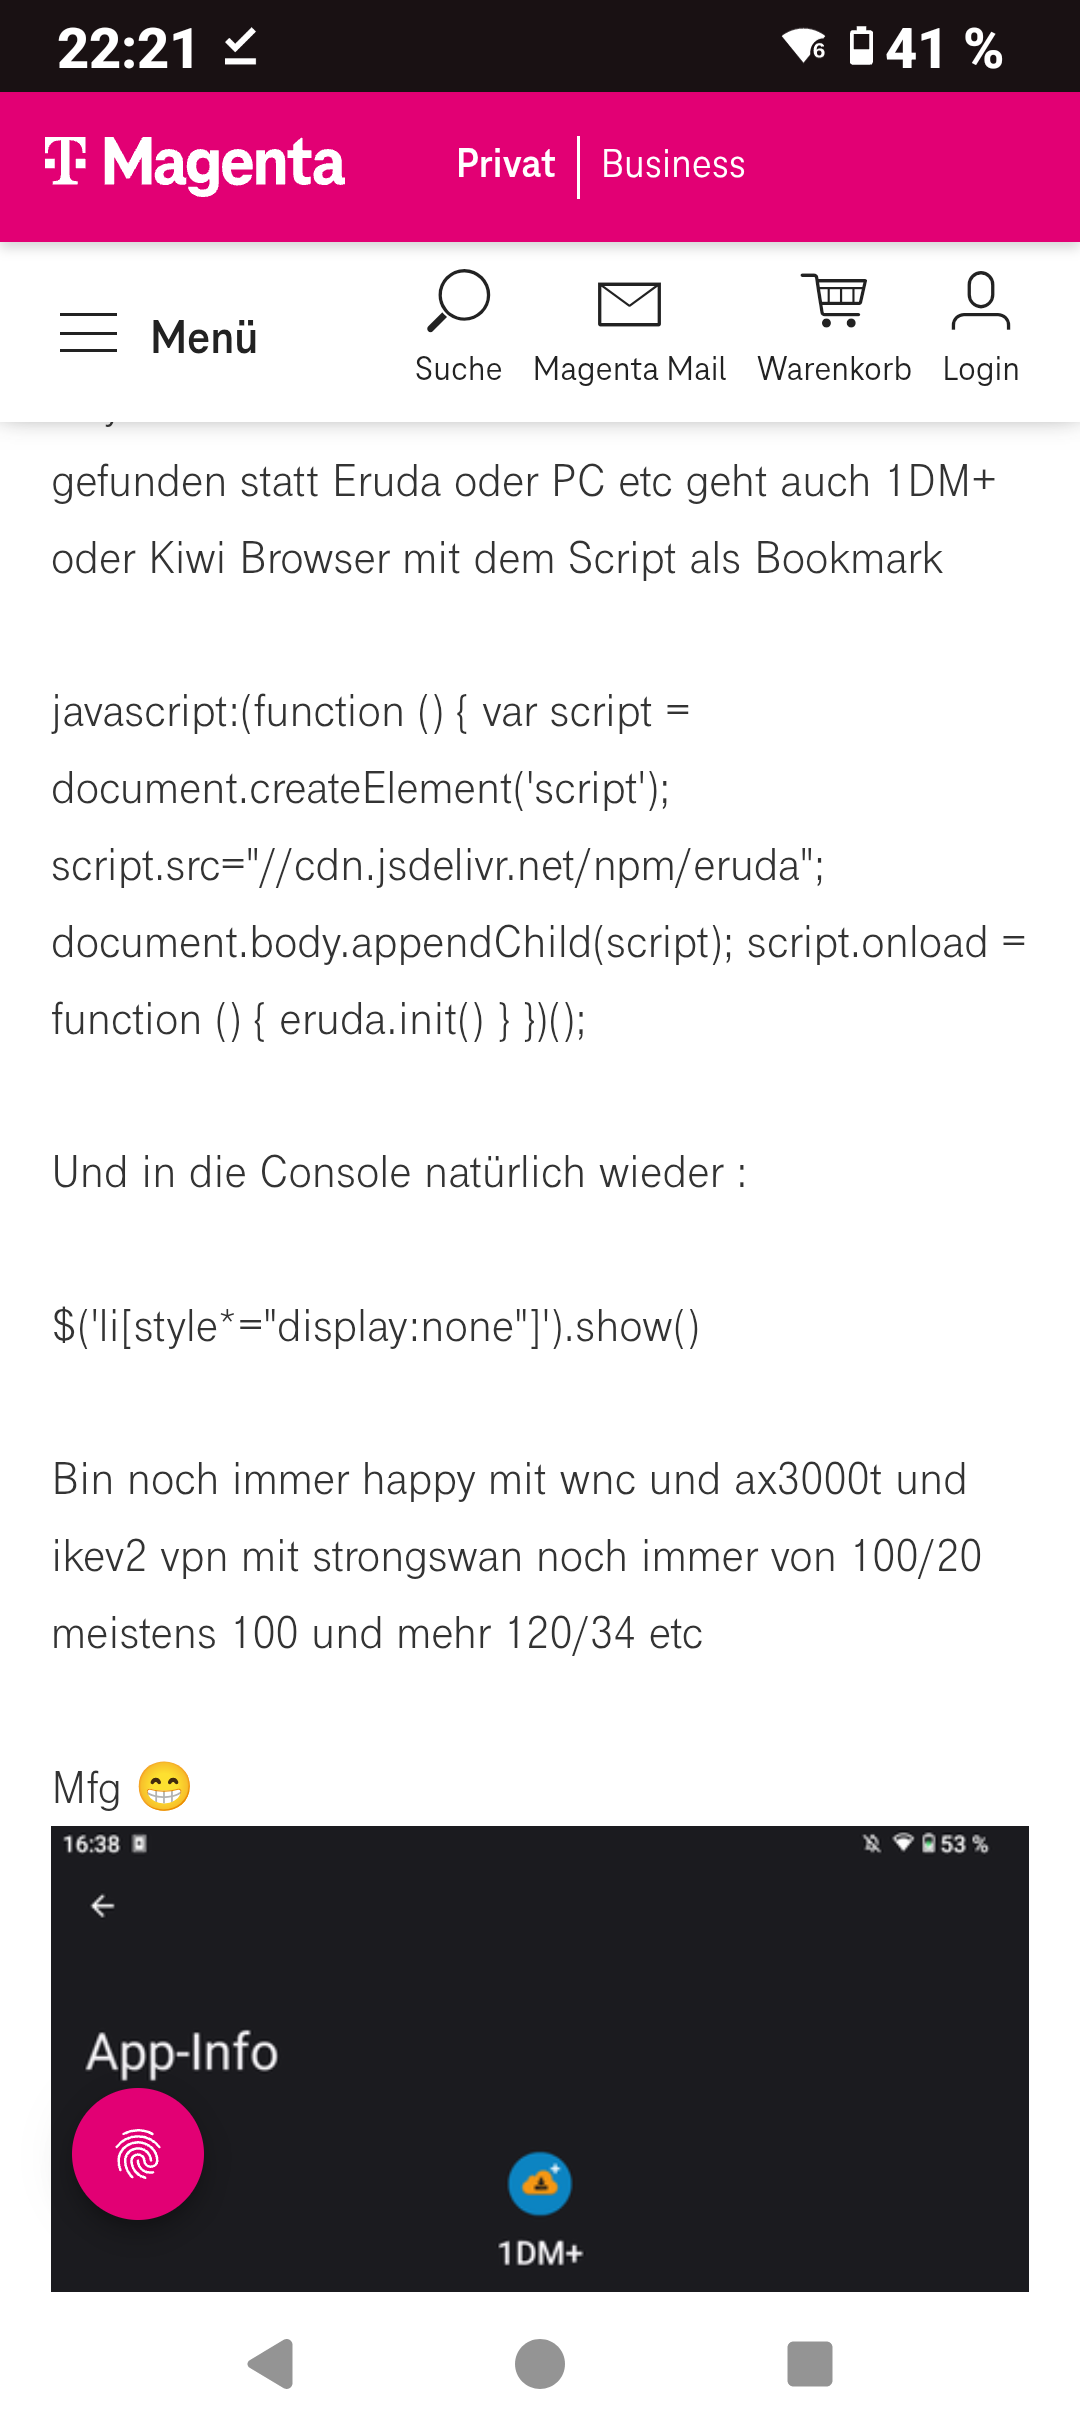 22:21
6
41 %
T Magenta
Privat | Business
Menü
Suche
Magenta Mail
Warenkorb
Login
gefunden statt Eruda oder PC etc geht auch 1DM+
oder Kiwi Browser mit dem Script als Bookmark
javascript:(function () { var script =
document.createElement('script');
script.src="//cdn.jsdelivr.net/npm/eruda";
document.body.appendChild(script); script.onload =
function () { eruda.init() } })();
Und in die Console natürlich wieder :
$('li[style*="display:none"]').show()
Bin noch immer happy mit wnc und ax3000t und
ikev2 vpn mit strongswan noch immer von 100/20
meistens 100 und mehr 120/34 etc
Mfg 😁
16:38
53 %
App-Info
1DM+